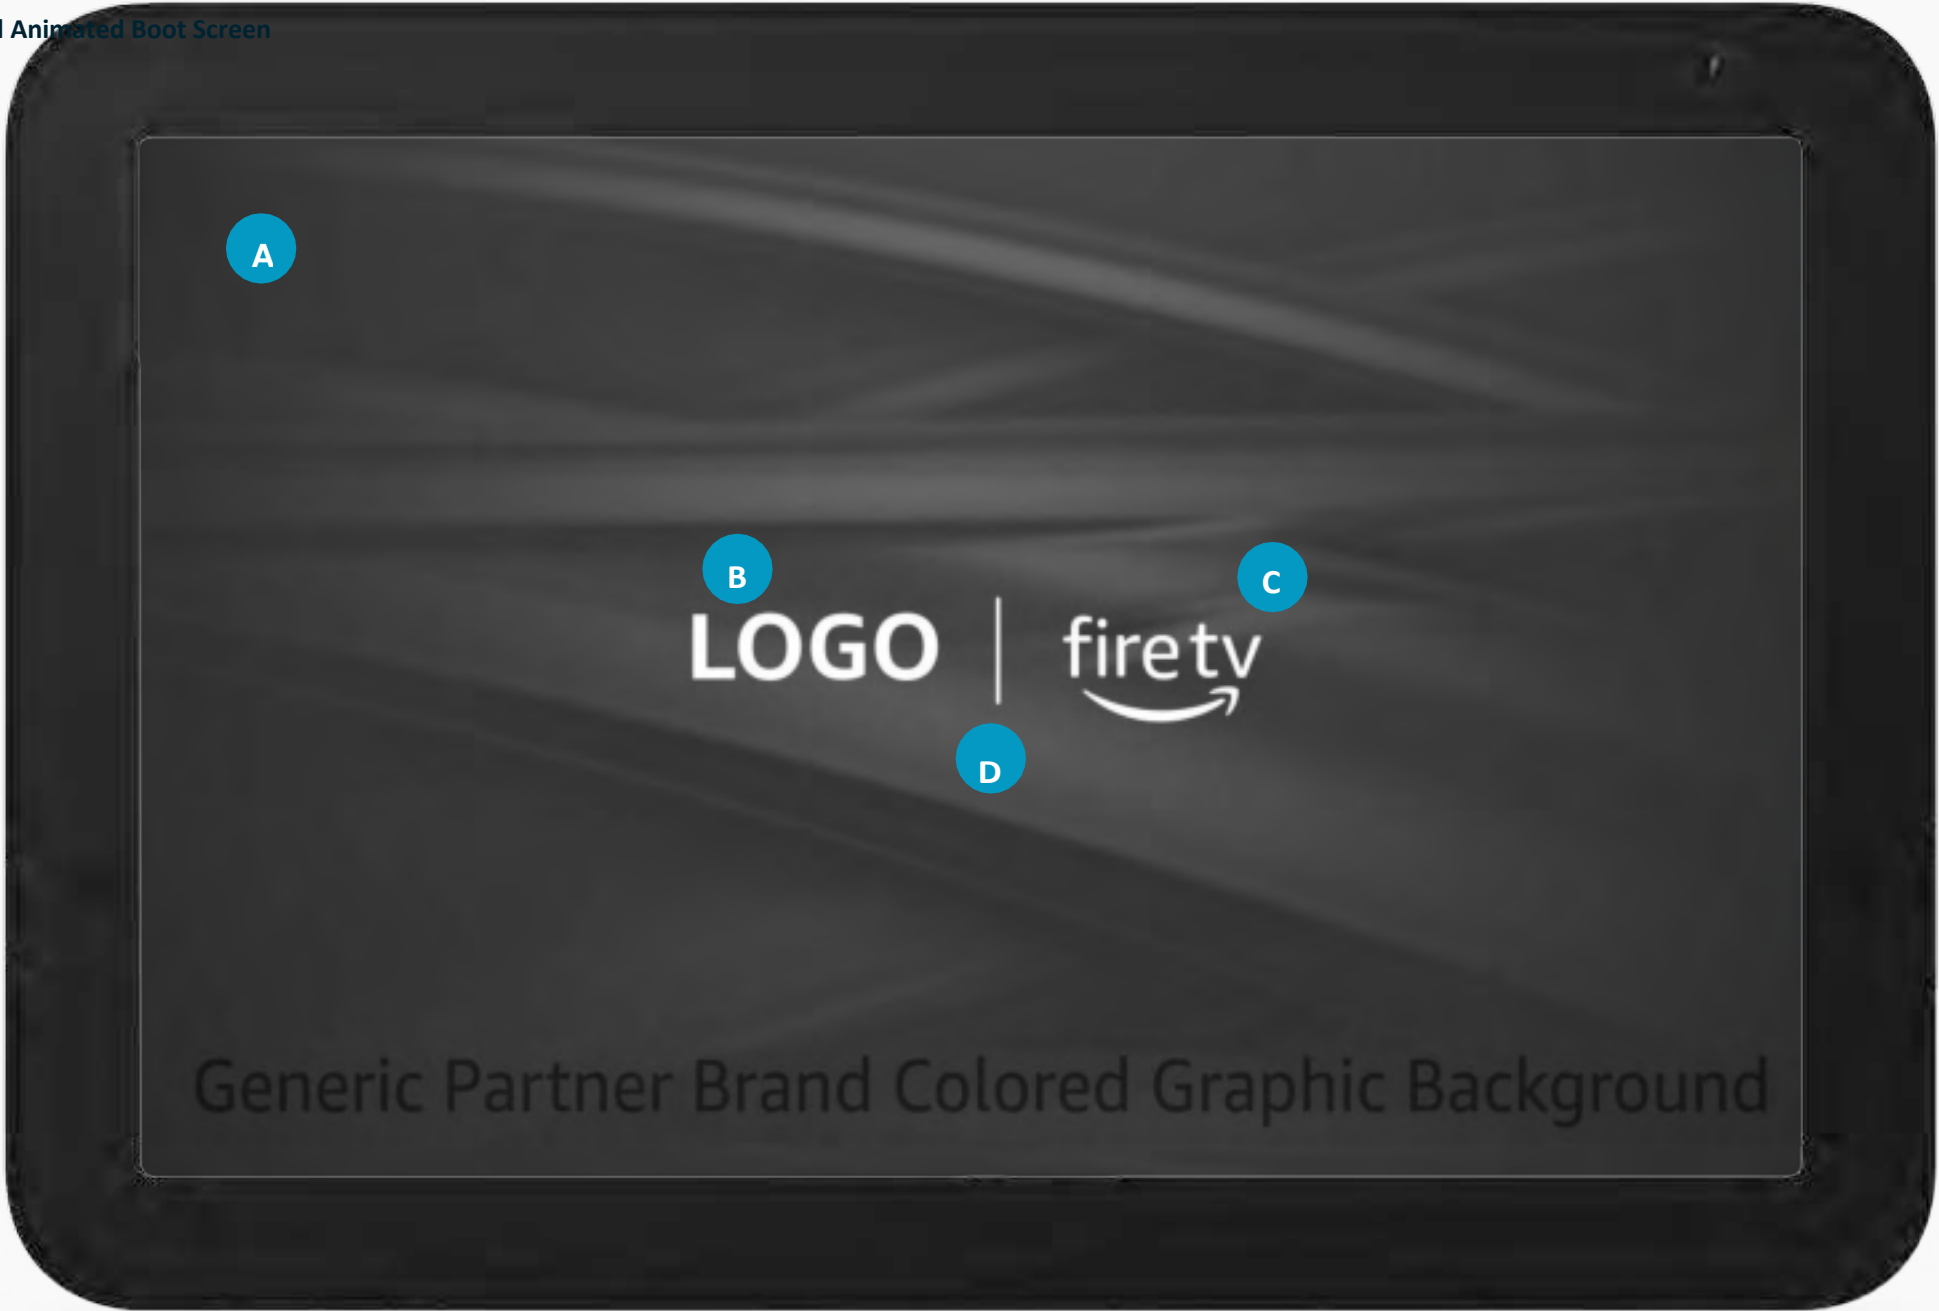 Animated Boot Screen
A
B
C
LOGO | fire tv
D
Generic Partner Brand Colored Graphic Background